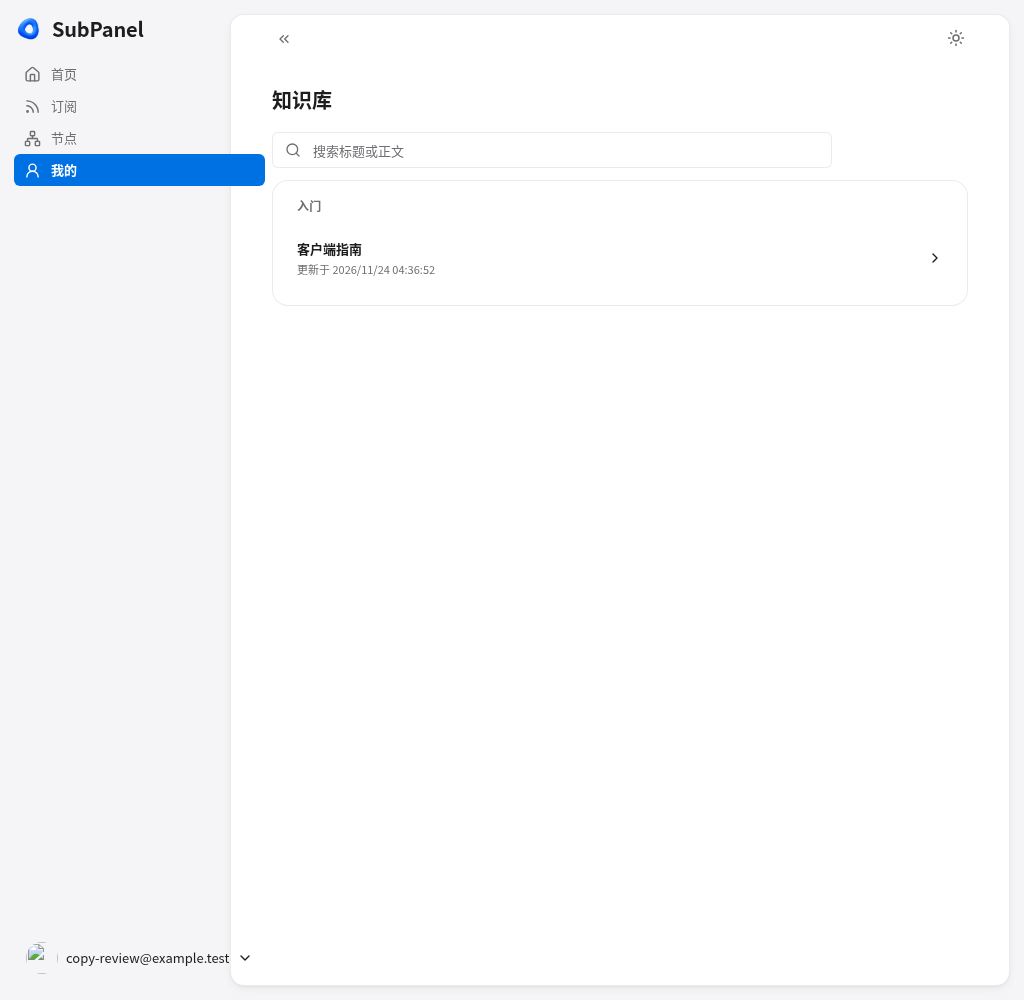 SubPanel
首页
订阅
节点
我的
知识库
搜索标题或正文
入门
客户端指南
更新于 2026/11/24 04:36:52
copy-review@example.test